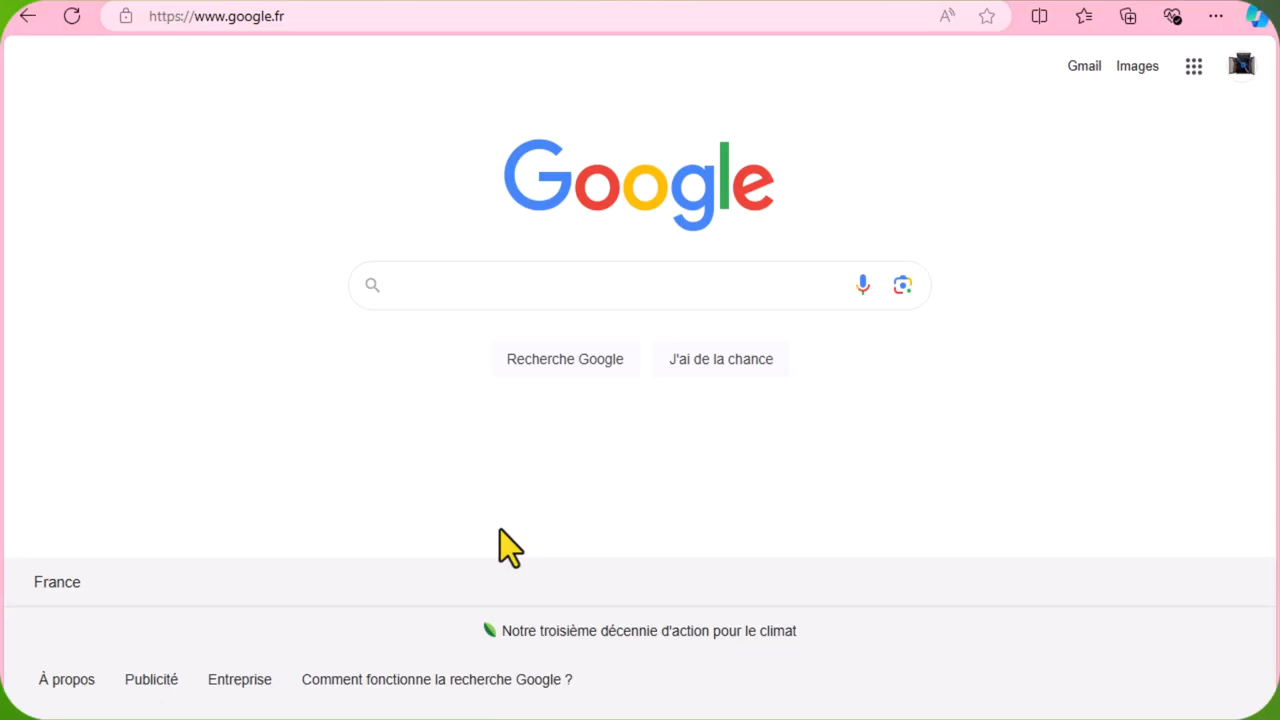 https://www.google.fr
Gmail Images
Google
Recherche Google J'ai de la chance
France
Notre troisième décennie d'action pour le climat
À propos Publicité Entreprise Comment fonctionne la recherche Google ?